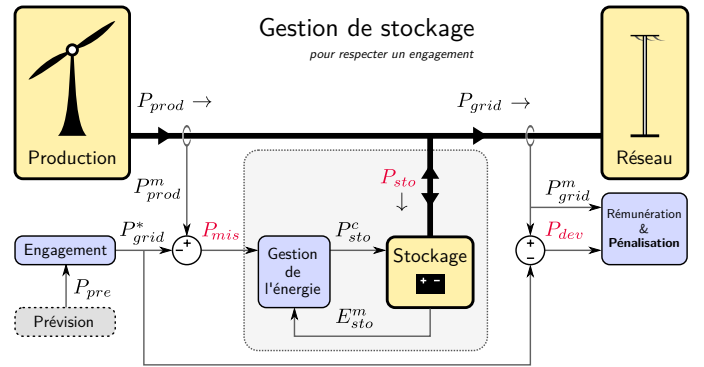 Gestion de stockage
pour respecter un engagement
P_prod →
P_grid →
Production
Réseau
P^m_prod
P_sto
↓
P^m_grid
Rémunération
&
Pénalisation
P*_grid
P_mis
P^c_sto
P_dev
Engagement
+
−
Gestion
de
l'énergie
Stockage
+ −
+
−
P_pre
Prévision
E^m_sto